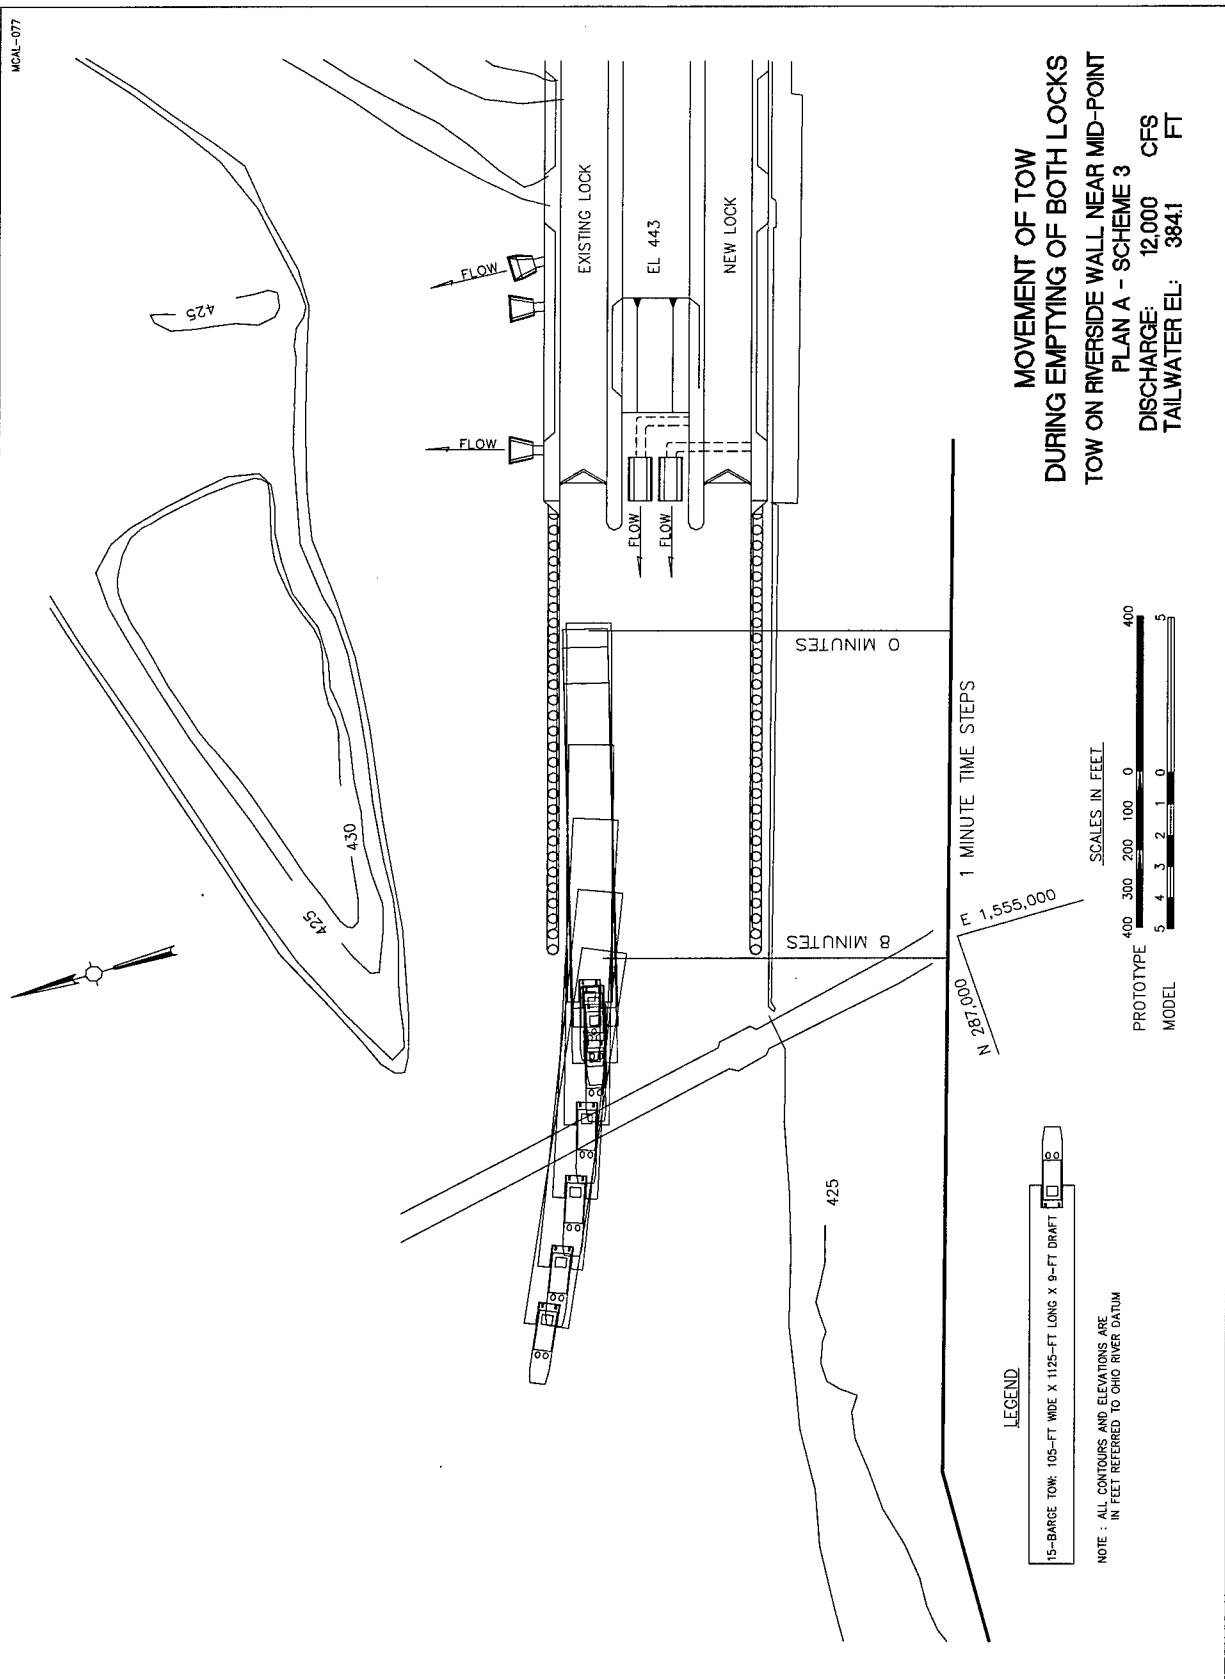 MCAL-077
425
FLOW
FLOW
EXISTING LOCK
EL 443
NEW LOCK
FLOW
FLOW
430
425
0 MINUTES
8 MINUTES
1 MINUTE TIME STEPS
E 1,555,000
N 287,000
425
MOVEMENT OF TOW
DURING EMPTYING OF BOTH LOCKS
TOW ON RIVERSIDE WALL NEAR MID-POINT
PLAN A - SCHEME 3
DISCHARGE: 12,000 CFS
TAILWATER EL: 384.1 FT
SCALES IN FEET
PROTOTYPE 400 300 200 100 0 400
MODEL 5 4 3 2 1 0 5
LEGEND
15-BARGE TOW: 105-FT WIDE X 1125-FT LONG X 9-FT DRAFT
NOTE : ALL CONTOURS AND ELEVATIONS ARE
IN FEET REFERRED TO OHIO RIVER DATUM